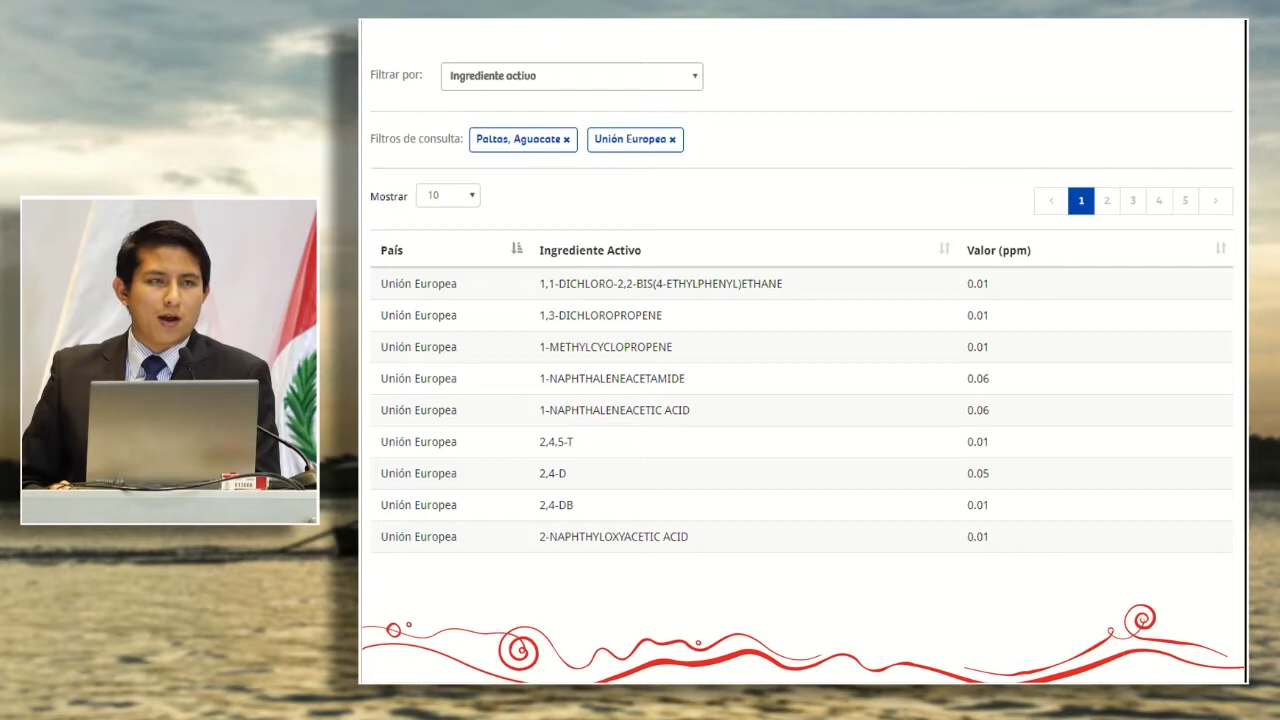 Filtrar por: Ingrediente activo
Filtros de consulta: Paltas, Aguacate × Unión Europea ×
Mostrar 10
‹ 1 2 3 4 5 ›
País Ingrediente Activo Valor (ppm)
Unión Europea 1,1-DICHLORO-2,2-BIS(4-ETHYLPHENYL)ETHANE 0.01
Unión Europea 1,3-DICHLOROPROPENE 0.01
Unión Europea 1-METHYLCYCLOPROPENE 0.01
Unión Europea 1-NAPHTHALENEACETAMIDE 0.06
Unión Europea 1-NAPHTHALENEACETIC ACID 0.06
Unión Europea 2,4,5-T 0.01
Unión Europea 2,4-D 0.05
Unión Europea 2,4-DB 0.01
Unión Europea 2-NAPHTHYLOXYACETIC ACID 0.01